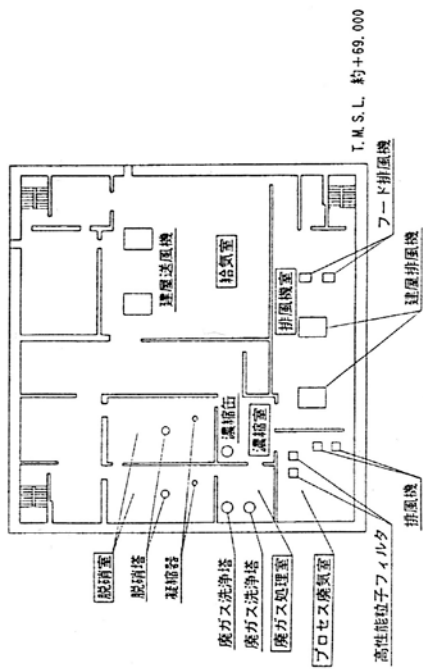 T.M.S.L. 約+69.000
建屋送風機
給気室
排風機室
フード排風機
建屋排風機
濃縮缶
濃縮室
脱硝室
脱硝塔
凝縮器
廃ガス洗浄塔
廃ガス洗浄塔
廃ガス処理室
プロセス廃気室
高性能粒子フィルタ
排風機